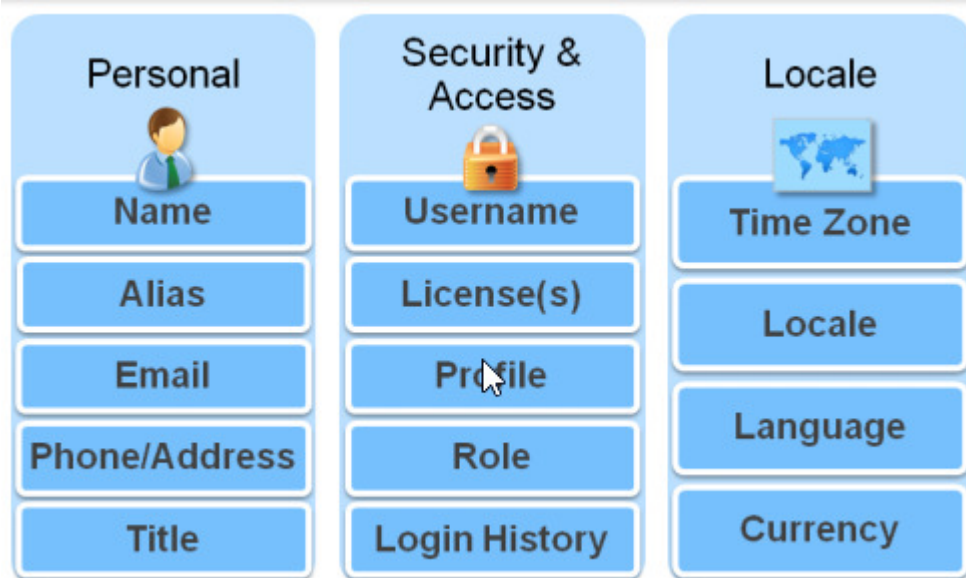 Personal
Name
Alias
Email
Phone/Address
Title
Security &
Access
Username
License(s)
Profile
Role
Login History
Locale
Time Zone
Locale
Language
Currency